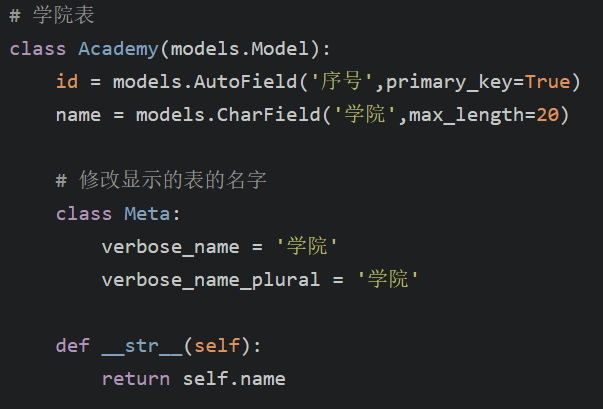 # 学院表
class Academy(models.Model):
    id = models.AutoField('序号',primary_key=True)
    name = models.CharField('学院',max_length=20)

    # 修改显示的表的名字
    class Meta:
        verbose_name = '学院'
        verbose_name_plural = '学院'

    def __str__(self):
        return self.name